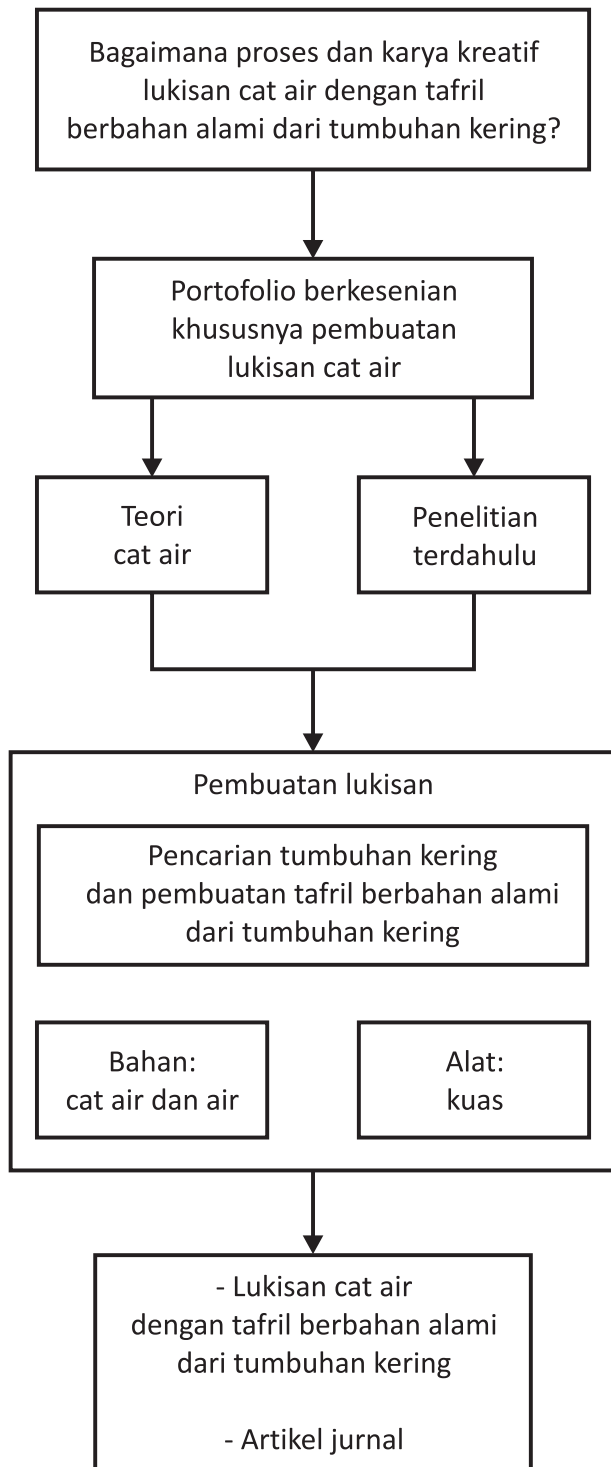 Bagaimana proses dan karya kreatif
lukisan cat air dengan tafril
berbahan alami dari tumbuhan kering?
Portofolio berkesenian
khususnya pembuatan
lukisan cat air
Teori
cat air
Penelitian
terdahulu
Pembuatan lukisan
Pencarian tumbuhan kering
dan pembuatan tafril berbahan alami
dari tumbuhan kering
Bahan:
cat air dan air
Alat:
kuas
- Lukisan cat air
dengan tafril berbahan alami
dari tumbuhan kering
- Artikel jurnal